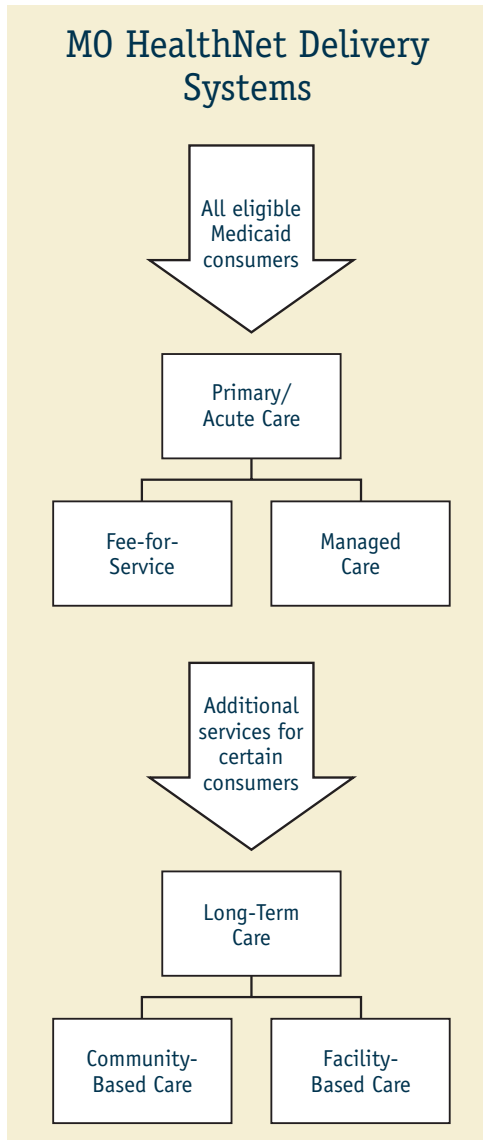 MO HealthNet Delivery
Systems
All eligible
Medicaid
consumers
Primary/
Acute Care
Fee-for-
Service
Managed
Care
Additional
services for
certain
consumers
Long-Term
Care
Community-
Based Care
Facility-
Based Care